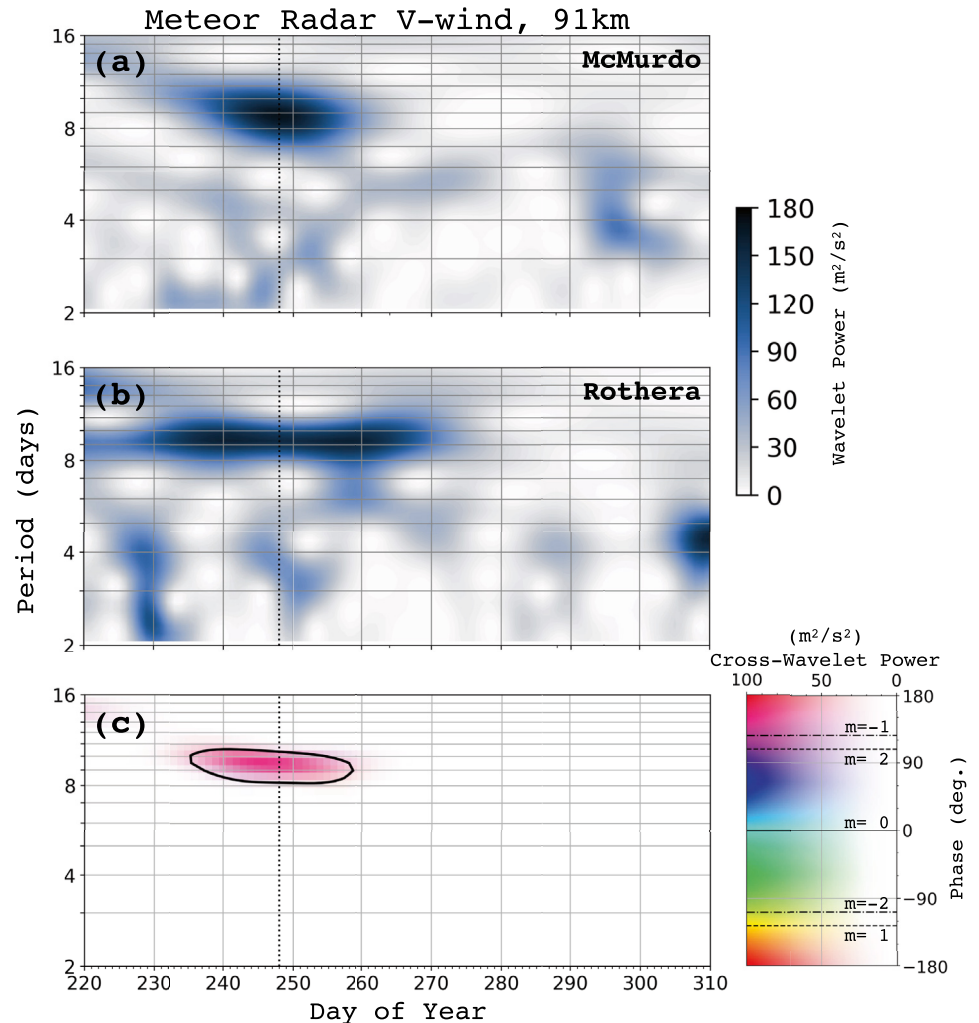 Meteor Radar V-wind, 91km
(a)
McMurdo
16
8
4
2
180
150
120
90
60
30
0
Wavelet Power (m²/s²)
(b)
Rothera
16
8
4
2
Period (days)
(c)
16
8
4
2
220 230 240 250 260 270 280 290 300 310
Day of Year
(m²/s²)
Cross-Wavelet Power
100 50 0
m=-1
m= 2
m= 0
m=-2
m= 1
180
90
0
−90
−180
Phase (deg.)